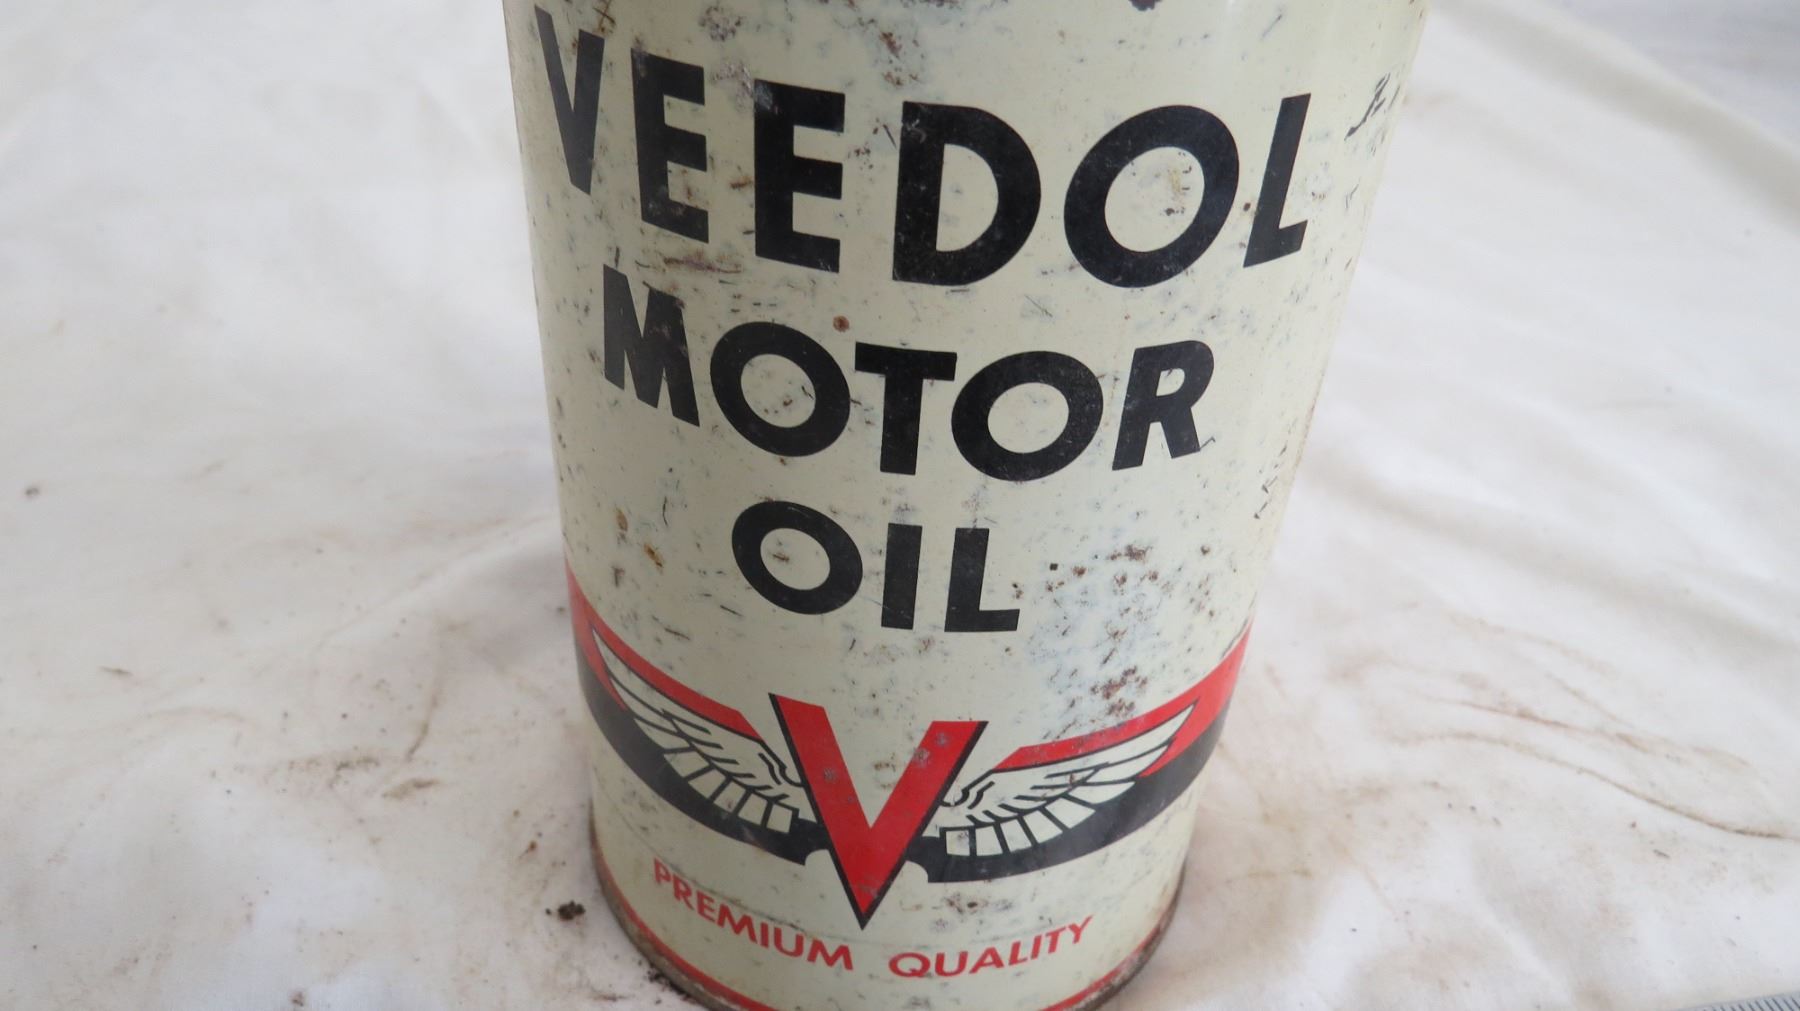 VEEDOL
MOTOR
OIL
V
PREMIUM QUALITY